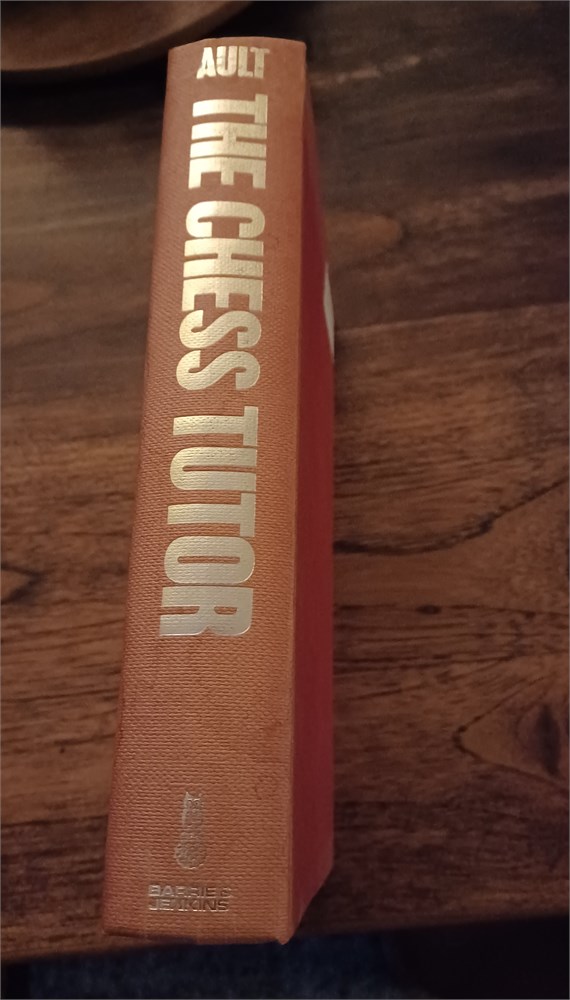 AULT
THE CHESS TUTOR
BARRIE &
JENKINS